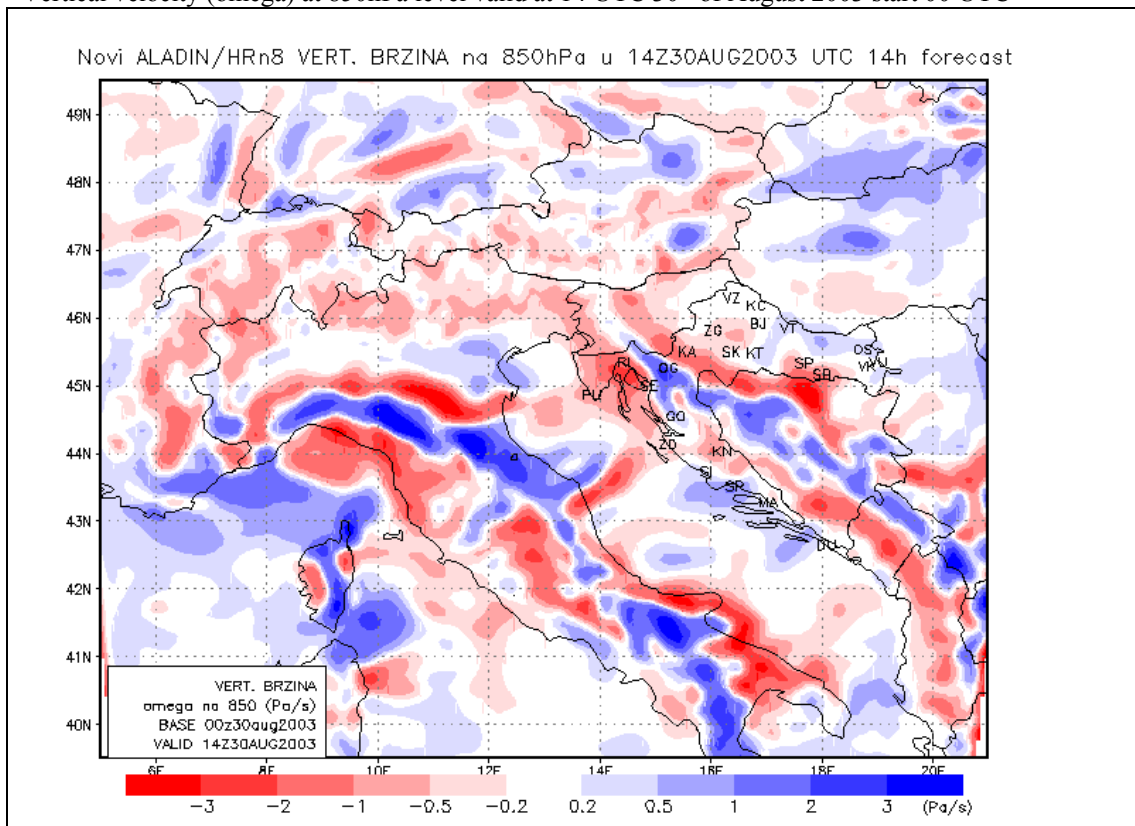 Novi ALADIN/HRn8 VERT. BRZINA na 850hPa u 14Z30AUG2003 UTC 14h forecast
49N
48N
47N
46N
45N
44N
43N
42N
41N
40N
VZ
KC
BJ
VT
ZG
KA
SK
KT
OS
VU
VK
SP
SB
RI
OG
SE
PU
GO
ZD
KN
SI
SP
MA
DU
VERT. BRZINA
omega na 850 (Pa/s)
BASE 00z30aug2003
VALID 14Z30AUG2003
6E 8E 10E 12E 14E 16E 18E 20E
−3 −2 −1 −0.5 −0.2 0.2 0.5 1 2 3 (Pa/s)